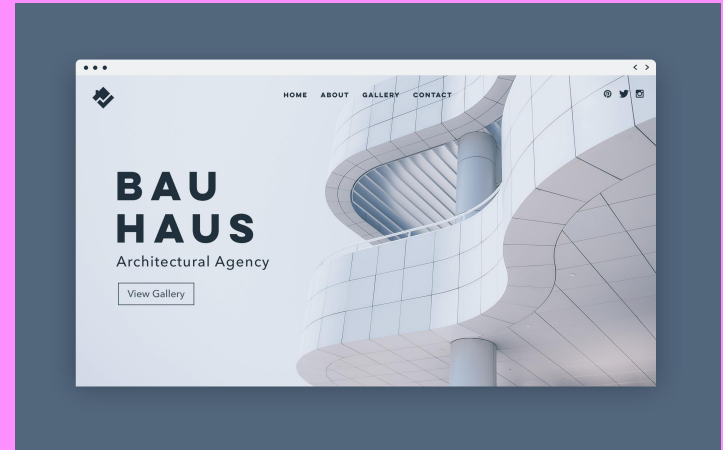 HOME ABOUT GALLERY CONTACT
BAU
HAUS
Architectural Agency
View Gallery